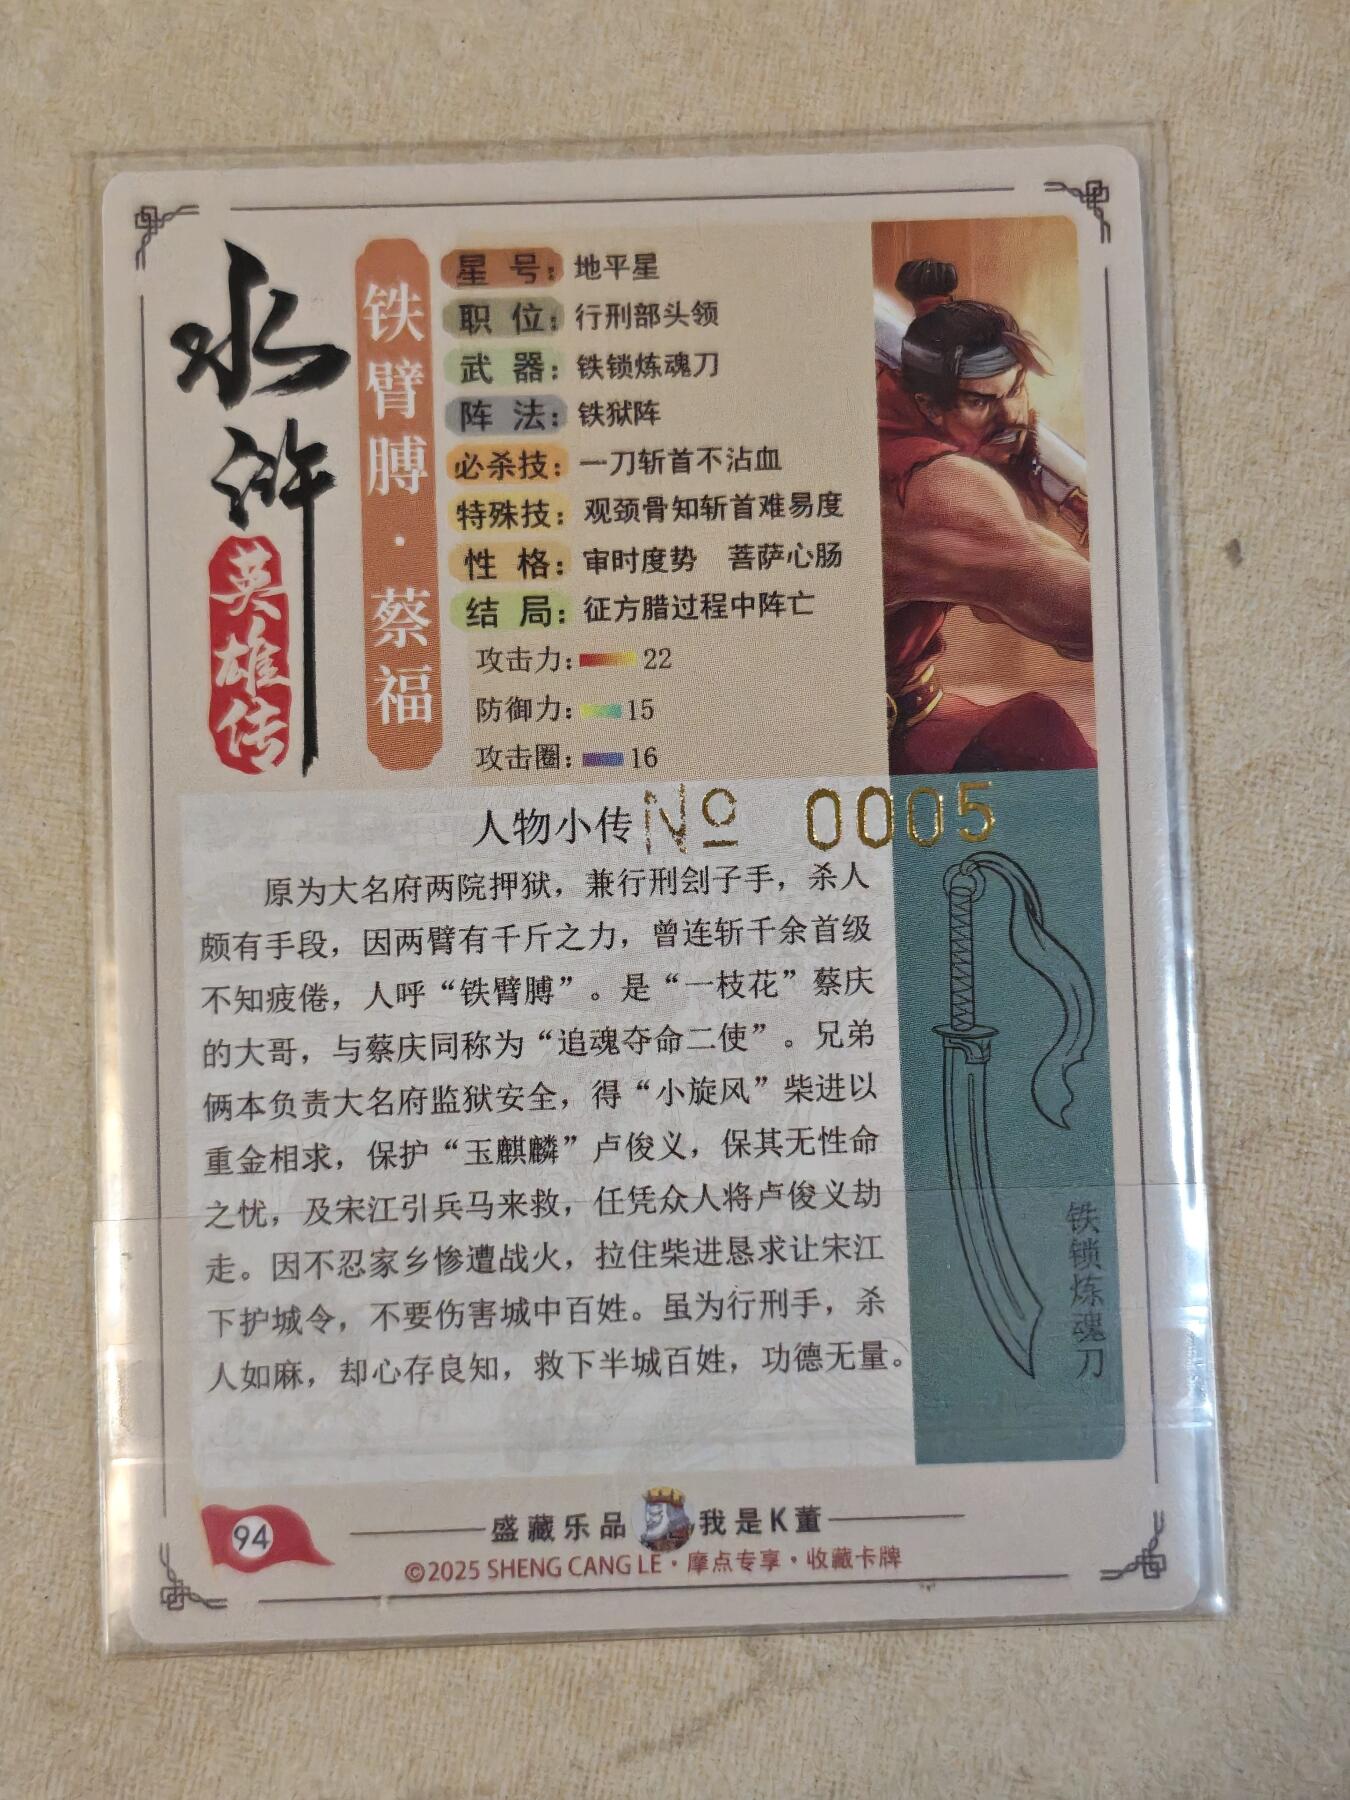 水浒
英雄传
铁臂膊·蔡福
星号：地平星
职位：行刑部头领
武器：铁锁炼魂刀
阵法：铁狱阵
必杀技：一刀斩首不沾血
特殊技：观颈骨知斩首难易度
性格：审时度势 菩萨心肠
结局：征方腊过程中阵亡
攻击力：22
防御力：15
攻击圈：16
人物小传
№ 0005
原为大名府两院押狱，兼行刑刽子手，杀人
颇有手段，因两臂有千斤之力，曾连斩千余首级
不知疲倦，人呼“铁臂膊”。是“一枝花”蔡庆
的大哥，与蔡庆同称为“追魂夺命二使”。兄弟
俩本负责大名府监狱安全，得“小旋风”柴进以
重金相求，保护“玉麒麟”卢俊义，保其无性命
之忧，及宋江引兵马来救，任凭众人将卢俊义劫
走。因不忍家乡惨遭战火，拉住柴进恳求让宋江
下护城令，不要伤害城中百姓。虽为行刑手，杀
人如麻，却心存良知，救下半城百姓，功德无量。
铁锁炼魂刀
94
盛藏乐品 我是K董
©2025 SHENG CANG LE·摩点专享·收藏卡牌